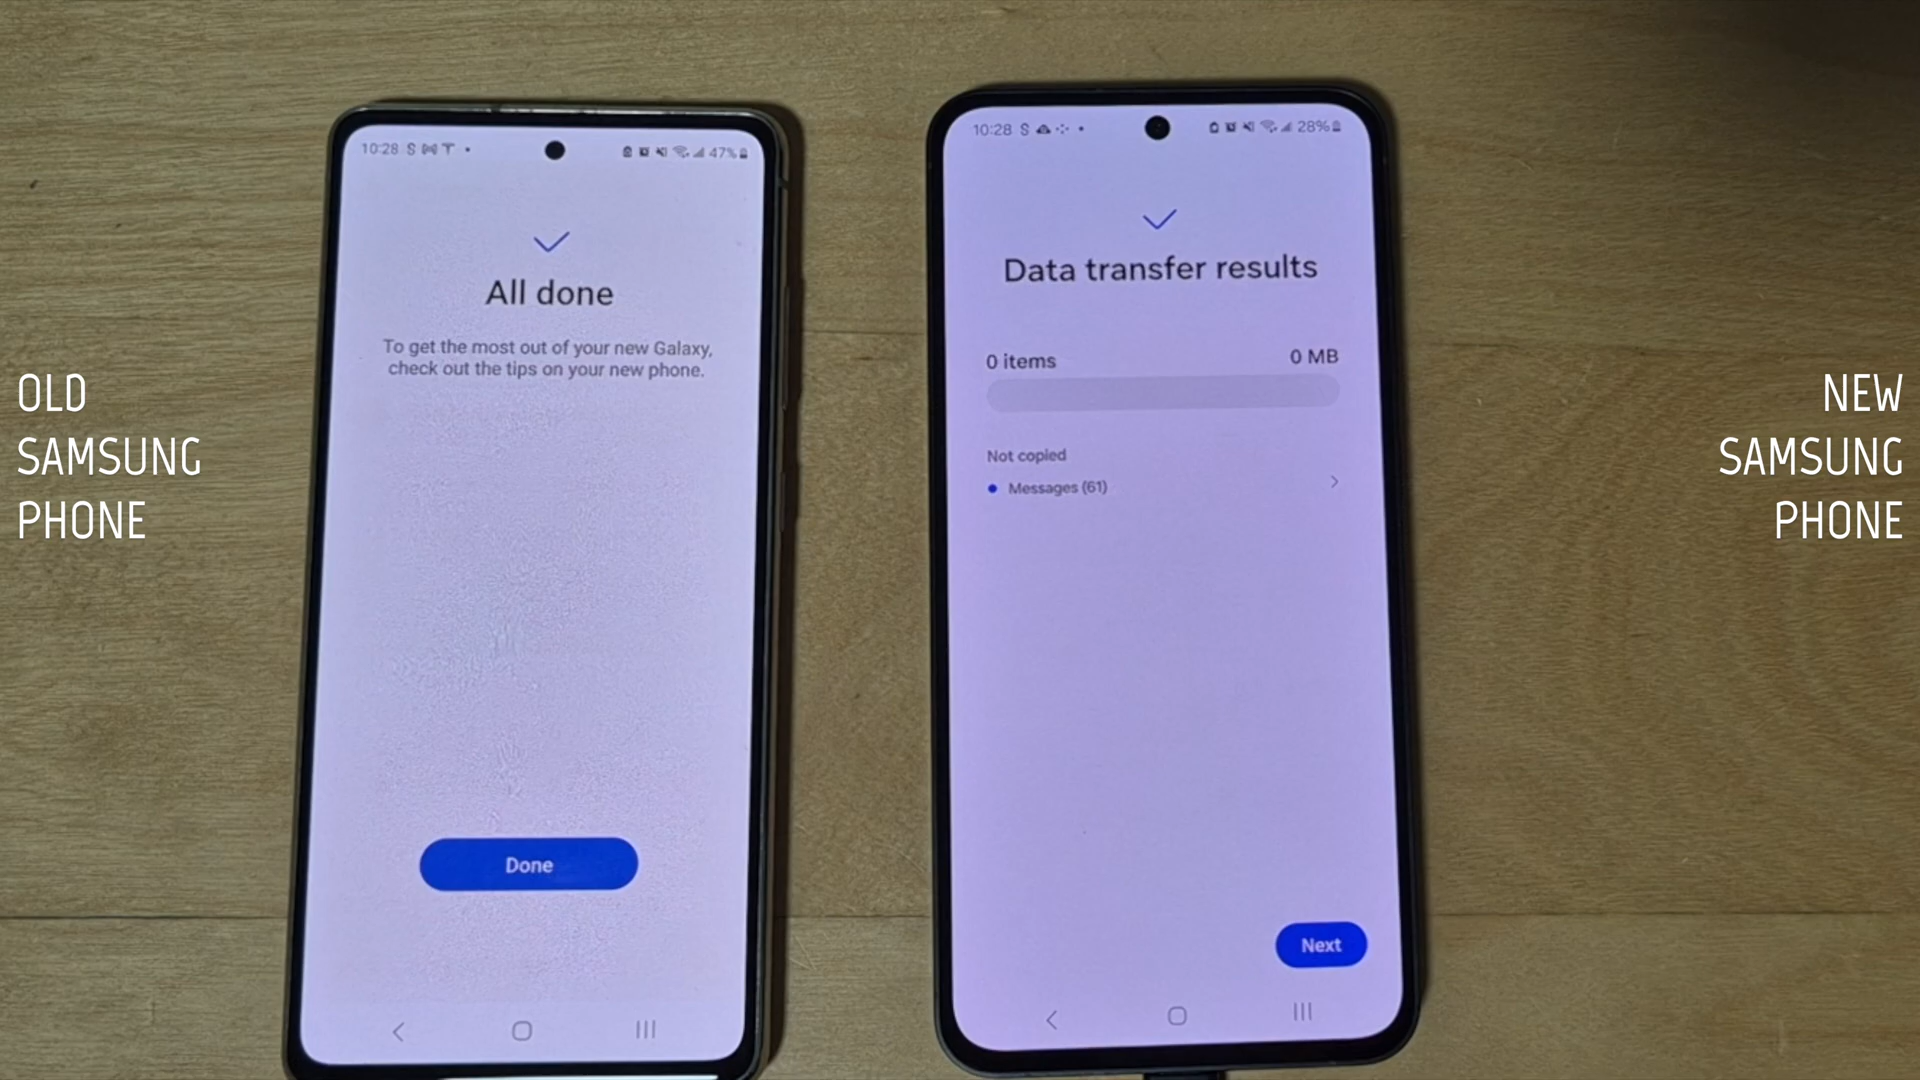 OLD
SAMSUNG
PHONE
10:28
47%
All done
To get the most out of your new Galaxy,
check out the tips on your new phone.
Done
10:28
28%
Data transfer results
0 items 0 MB
Not copied
Messages (61)
Next
NEW
SAMSUNG
PHONE